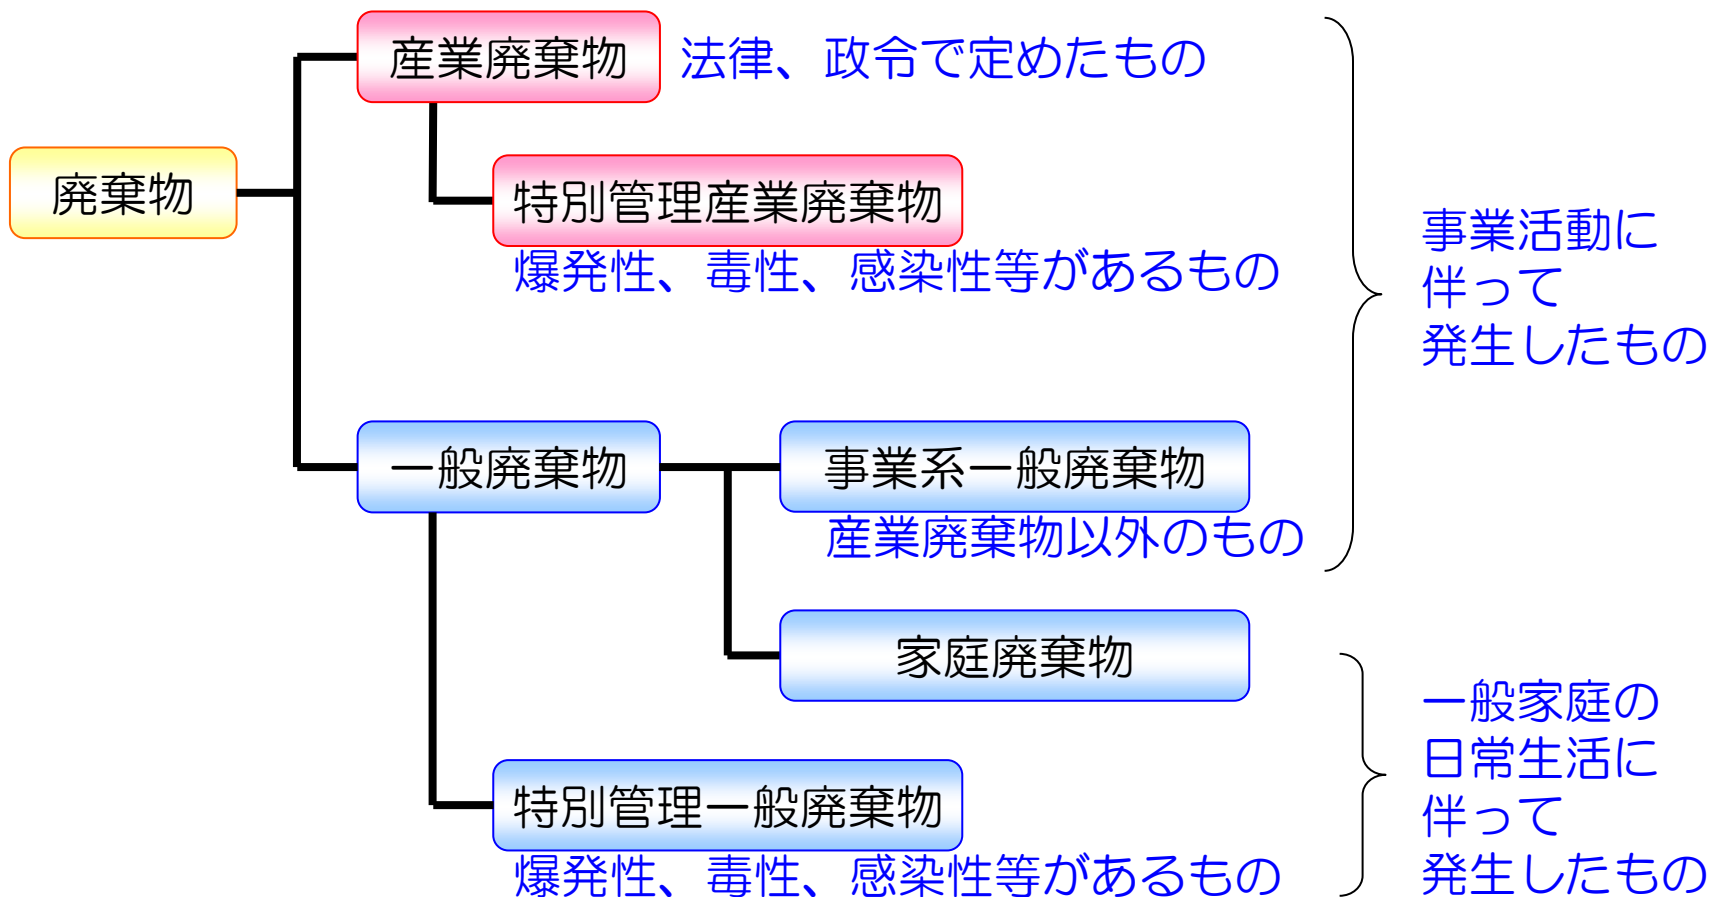 産業廃棄物
法律、政令で定めたもの
廃棄物
特別管理産業廃棄物
爆発性、毒性、感染性等があるもの
事業活動に
伴って
発生したもの
一般廃棄物
事業系一般廃棄物
産業廃棄物以外のもの
家庭廃棄物
特別管理一般廃棄物
爆発性、毒性、感染性等があるもの
一般家庭の
日常生活に
伴って
発生したもの